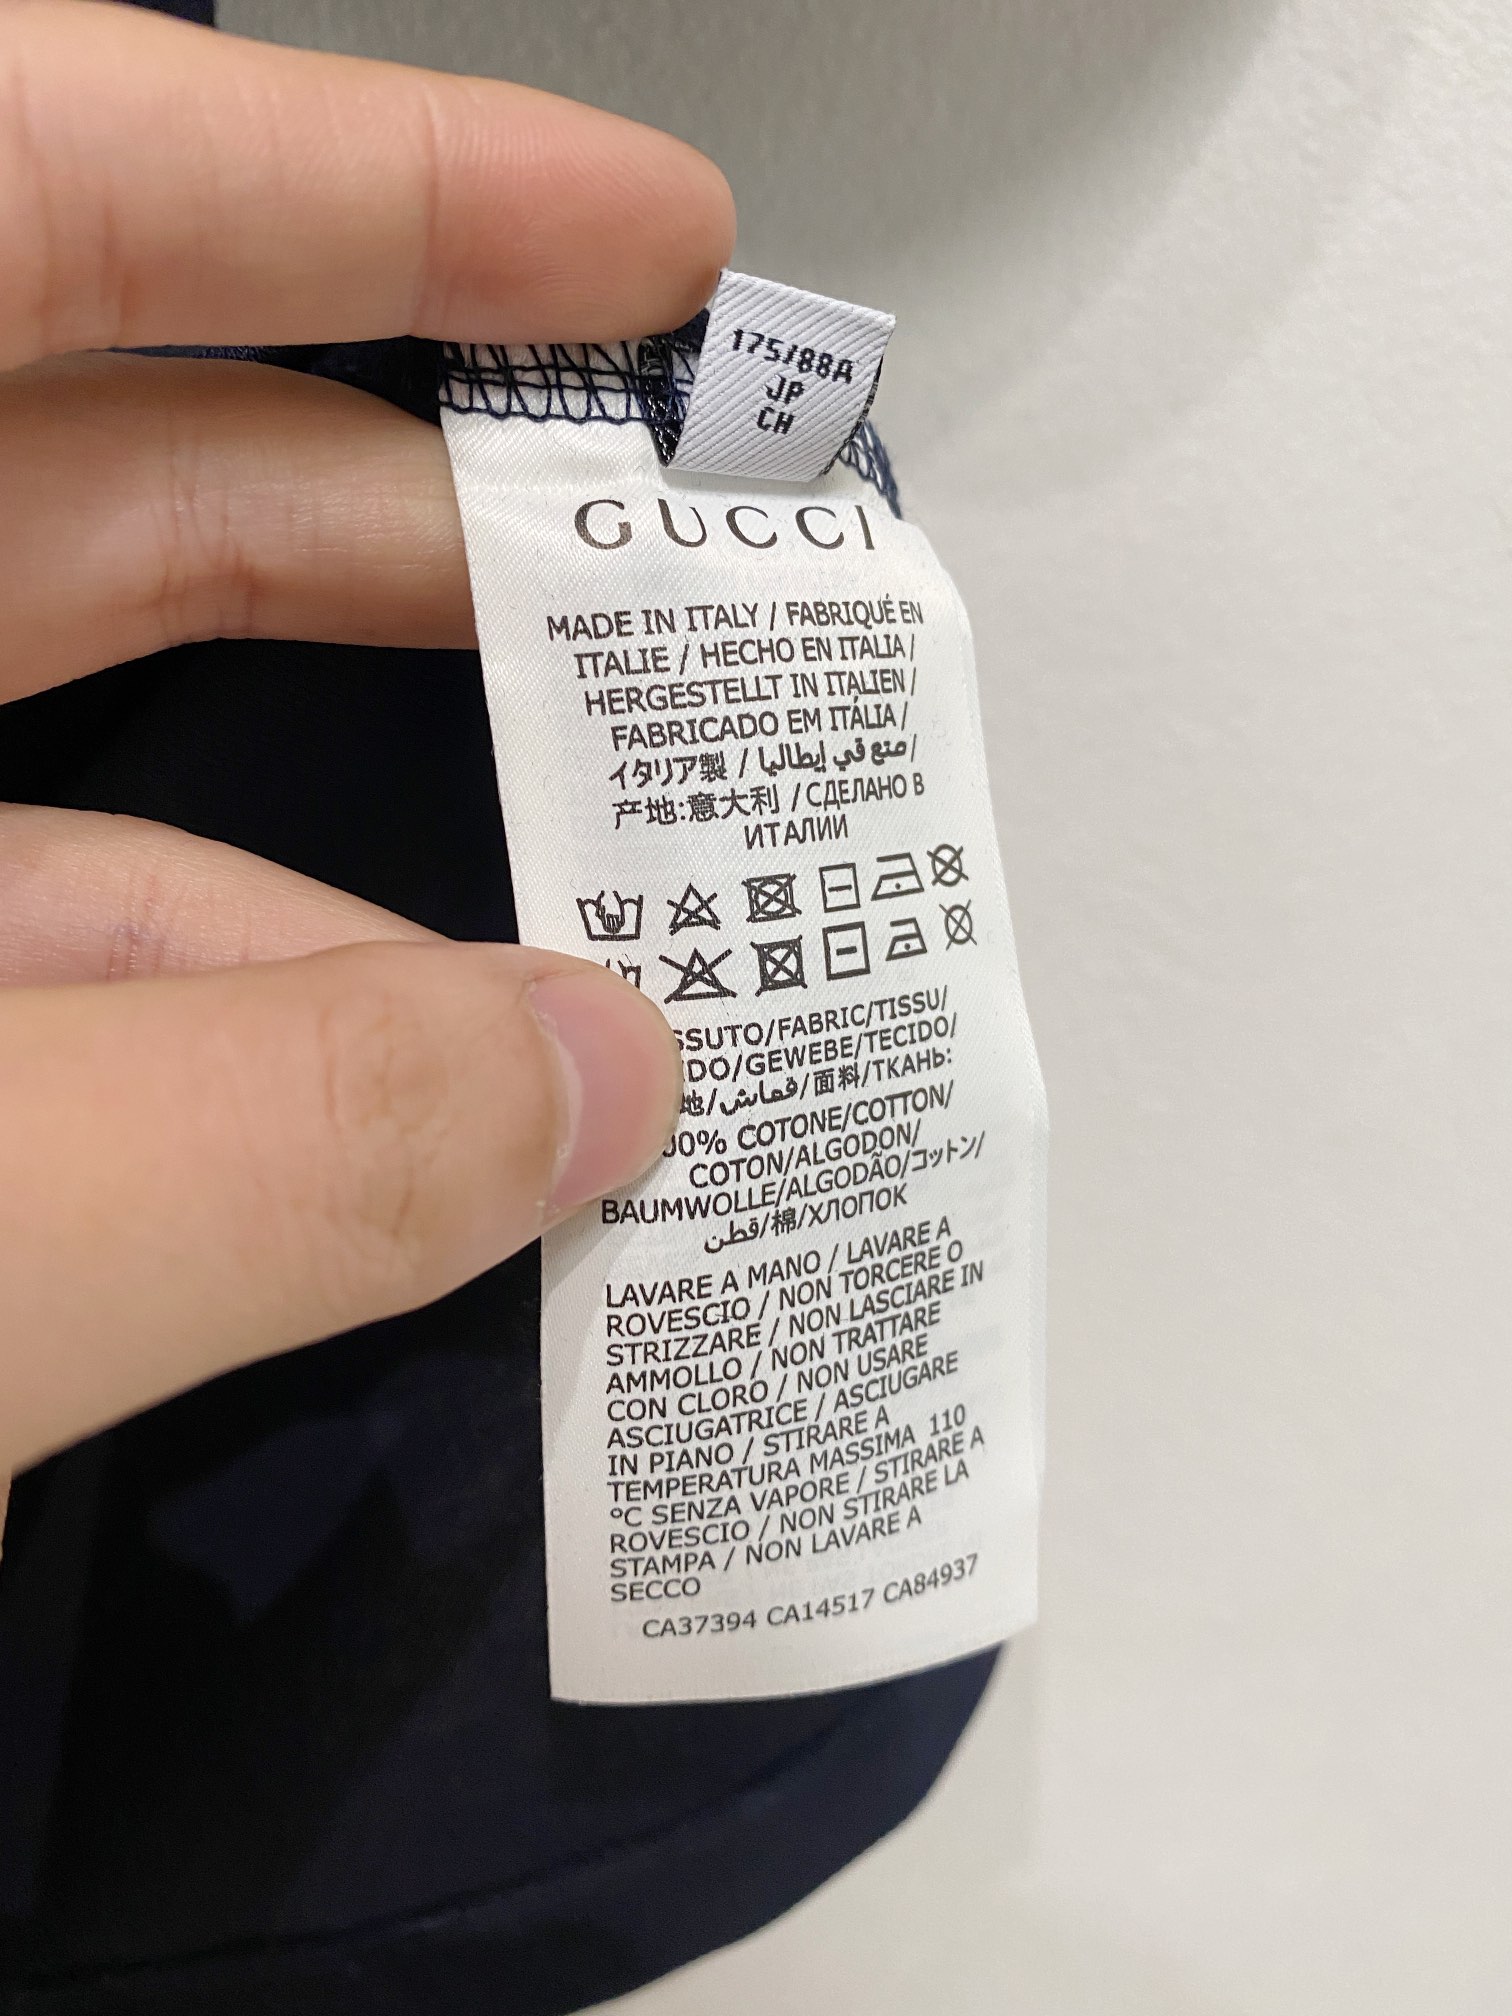 175/88A
JP
CH
GUCCI
MADE IN ITALY / FABRIQUÉ EN
ITALIE / HECHO EN ITALIA /
HERGESTELLT IN ITALIEN /
FABRICADO EM ITÁLIA /
イタリア製 / صنع في إيطاليا /
产地:意大利 / СДЕЛАНО В
ИТАЛИИ
SSUTO/FABRIC/TISSU/
DO/GEWEBE/TECIDO/
地/قماش/面料/ТКАНЬ:
00% COTONE/COTTON/
COTON/ALGODON/
BAUMWOLLE/ALGODÃO/コットン/
قطن/棉/ХЛОПОК
LAVARE A MANO / LAVARE A
ROVESCIO / NON TORCERE O
STRIZZARE / NON LASCIARE IN
AMMOLLO / NON TRATTARE
CON CLORO / NON USARE
ASCIUGATRICE / ASCIUGARE
IN PIANO / STIRARE A
TEMPERATURA MASSIMA 110
°C SENZA VAPORE / STIRARE A
ROVESCIO / NON STIRARE LA
STAMPA / NON LAVARE A
SECCO
CA37394 CA14517 CA84937